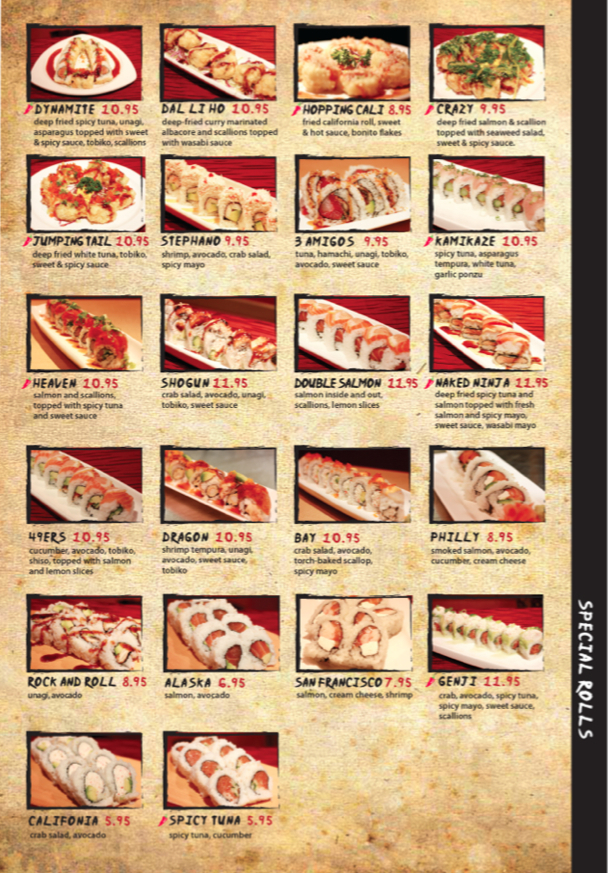 DYNAMITE 10.95
deep fried spicy tuna, unagi,
asparagus topped with sweet
& spicy sauce, tobiko, scallions
DAL LI HO 10.95
deep-fried curry marinated
albacore and scallions topped
with wasabi sauce
HOPPING CALI 8.95
fried california roll, sweet
& hot sauce, bonito flakes
CRAZY 9.95
deep fried salmon & scallion
topped with seaweed salad,
sweet & spicy sauce.
JUMPING TAIL 10.95
deep fried white tuna, tobiko,
sweet & spicy sauce
STEPHANO 9.95
shrimp, avocado, crab salad,
spicy mayo
3 AMIGOS 9.95
tuna, hamachi, unagi, tobiko,
avocado, sweet sauce
KAMIKAZE 10.95
spicy tuna, asparagus
tempura, white tuna,
garlic ponzu
HEAVEN 10.95
salmon and scallions,
topped with spicy tuna
and sweet sauce
SHOGUN 11.95
crab salad, avocado, unagi,
tobiko, sweet sauce
DOUBLE SALMON 11.95
salmon inside and out,
scallions, lemon slices
NAKED NINJA 11.95
deep fried spicy tuna and
salmon topped with fresh
salmon and spicy mayo,
sweet sauce, wasabi mayo
49ERS 10.95
cucumber, avocado, tobiko,
shiso, topped with salmon
and lemon slices
DRAGON 10.95
shrimp tempura, unagi,
avocado, sweet sauce,
tobiko
BAY 10.95
crab salad, avocado,
torch-baked scallop,
spicy mayo
PHILLY 8.95
smoked salmon, avocado,
cucumber, cream cheese
ROCK AND ROLL 8.95
unagi, avocado
ALASKA 6.95
salmon, avocado
SAN FRANCISCO 7.95
salmon, cream cheese, shrimp
GENJI 11.95
crab, avocado, spicy tuna,
spicy mayo, sweet sauce,
scallions
CALIFONIA 5.95
crab salad, avocado
SPICY TUNA 5.95
spicy tuna, cucumber
SPECIAL ROLLS